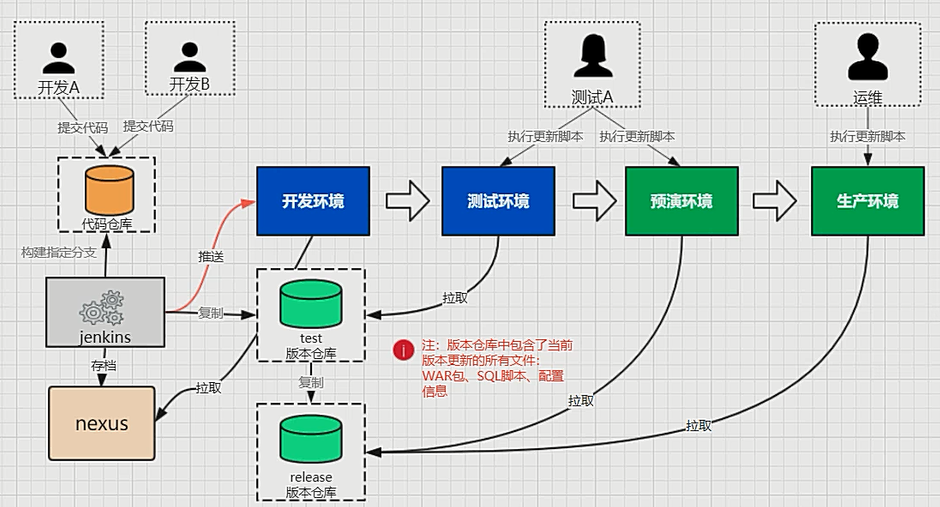 开发A
开发B
测试A
运维
提交代码
提交代码
执行更新脚本
执行更新脚本
执行更新脚本
代码仓库
开发环境
测试环境
预演环境
生产环境
构建指定分支
推送
jenkins
复制
拉取
test
版本仓库
注：版本仓库中包含了当前
版本更新的所有文件：
WAR包、SQL脚本、配置
信息
存档
拉取
复制
拉取
拉取
nexus
release
版本仓库